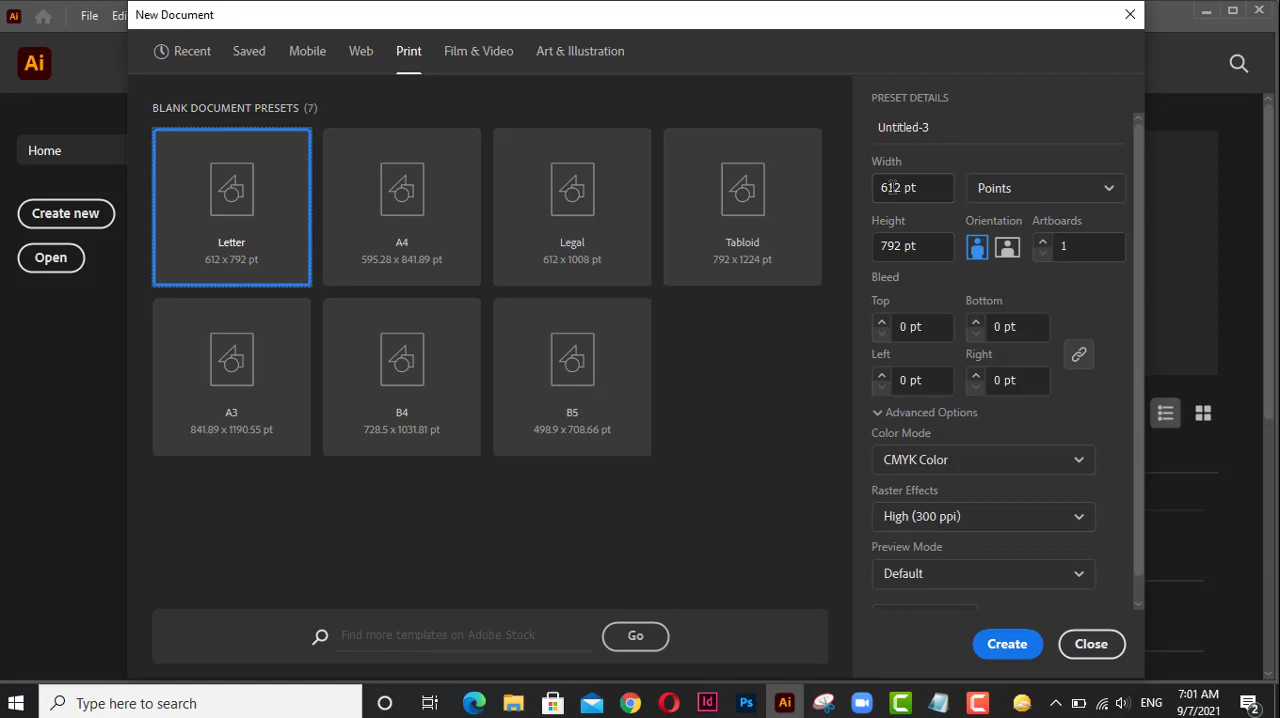 Ai File Edi New Document
Ai
Recent Saved Mobile Web Print Film & Video Art & Illustration
BLANK DOCUMENT PRESETS (7)
Home
Create new
Open
Letter
612 x 792 pt
A4
595.28 x 841.89 pt
Legal
612 x 1008 pt
Tabloid
792 x 1224 pt
A3
841.89 x 1190.55 pt
B4
728.5 x 1031.81 pt
B5
498.9 x 708.66 pt
Find more templates on Adobe Stock Go
PRESET DETAILS
Untitled-3
Width
612 pt Points
Height Orientation Artboards
792 pt 1
Bleed
Top Bottom
0 pt 0 pt
Left Right
0 pt 0 pt
Advanced Options
Color Mode
CMYK Color
Raster Effects
High (300 ppi)
Preview Mode
Default
Create Close
Type here to search Id Ps Ai ENG 7:01 AM
9/7/2021 2